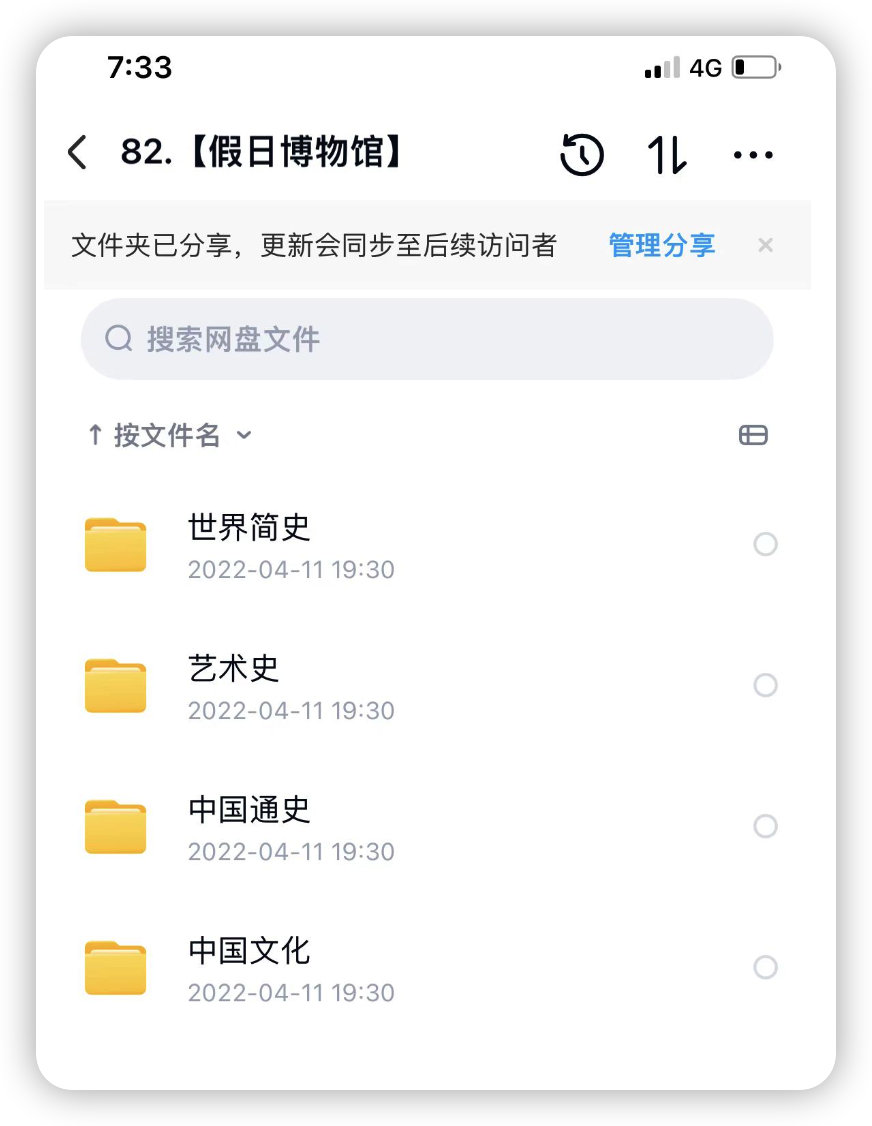 7:33 4G
82.【假日博物馆】
文件夹已分享，更新会同步至后续访问者 管理分享 ×
搜索网盘文件
↑ 按文件名
世界简史
2022-04-11 19:30
艺术史
2022-04-11 19:30
中国通史
2022-04-11 19:30
中国文化
2022-04-11 19:30